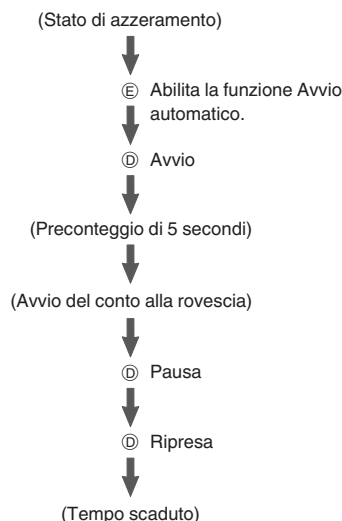 (Stato di azzeramento)
Ⓔ Abilita la funzione Avvio
automatico.
Ⓓ Avvio
(Preconteggio di 5 secondi)
(Avvio del conto alla rovescia)
Ⓓ Pausa
Ⓓ Ripresa
(Tempo scaduto)